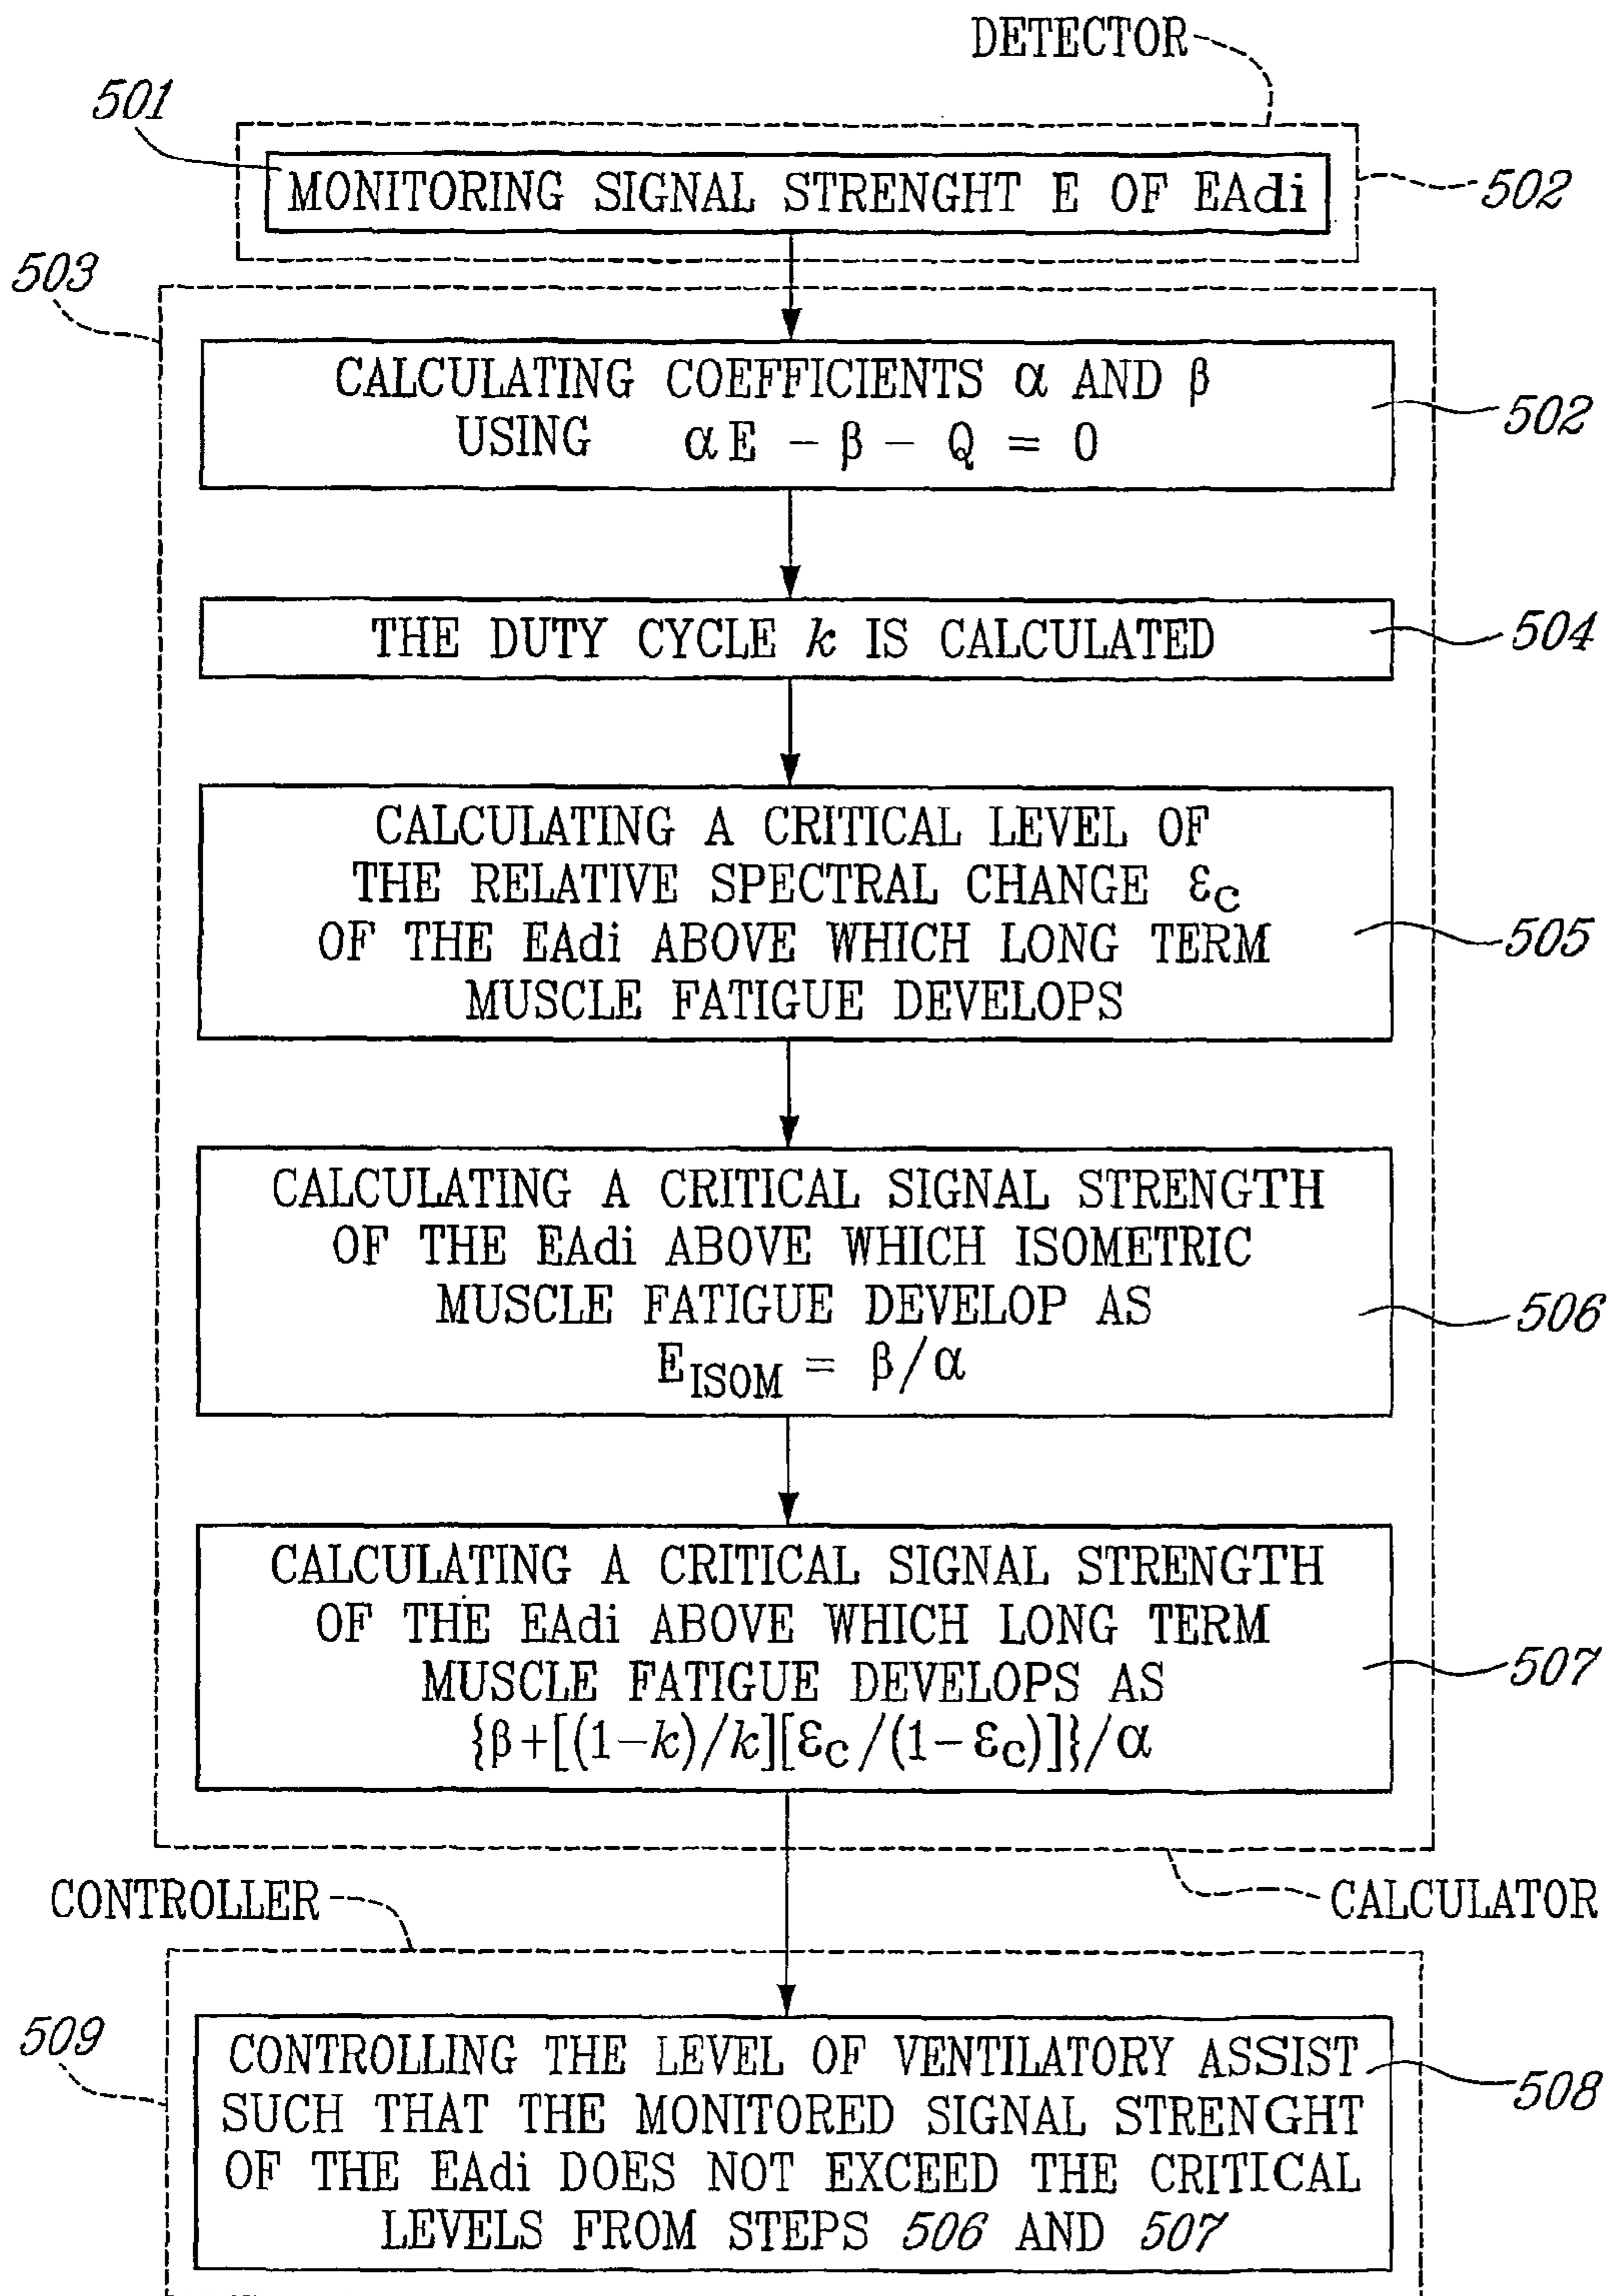 DETECTOR
501
MONITORING SIGNAL STRENGHT E OF EAdi
502
503
CALCULATING COEFFICIENTS α AND β
USING αE - β - Q = 0
502
THE DUTY CYCLE k IS CALCULATED
504
CALCULATING A CRITICAL LEVEL OF
THE RELATIVE SPECTRAL CHANGE εC
OF THE EAdi ABOVE WHICH LONG TERM
MUSCLE FATIGUE DEVELOPS
505
CALCULATING A CRITICAL SIGNAL STRENGTH
OF THE EAdi ABOVE WHICH ISOMETRIC
MUSCLE FATIGUE DEVELOP AS
EISOM = β/α
506
CALCULATING A CRITICAL SIGNAL STRENGTH
OF THE EAdi ABOVE WHICH LONG TERM
MUSCLE FATIGUE DEVELOPS AS
{β+[(1-k)/k][εC/(1-εC)]}/α
507
CONTROLLER
CALCULATOR
509
CONTROLLING THE LEVEL OF VENTILATORY ASSIST
SUCH THAT THE MONITORED SIGNAL STRENGHT
OF THE EAdi DOES NOT EXCEED THE CRITICAL
LEVELS FROM STEPS 506 AND 507
508